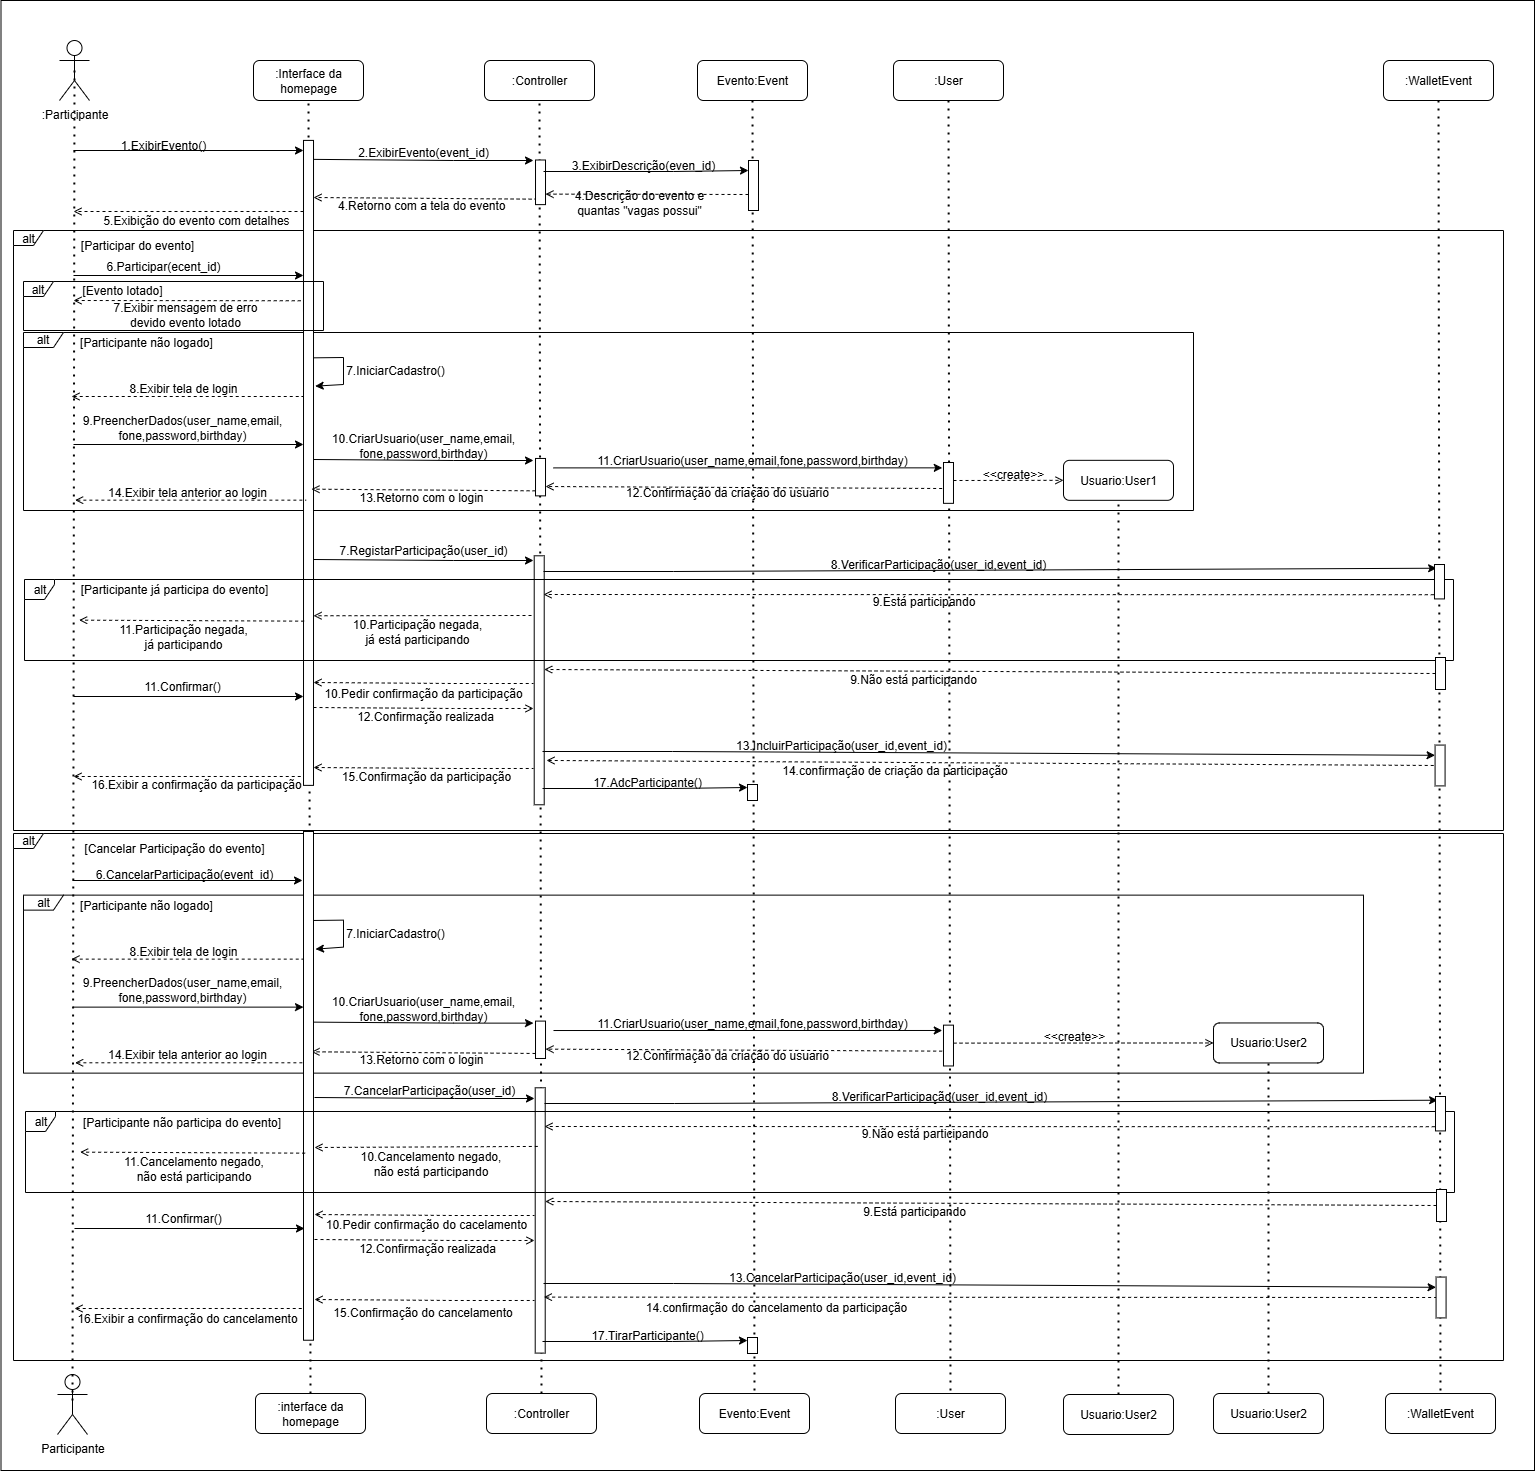 :Participante
:Interface da
homepage
:Controller
Evento:Event
:User
:WalletEvent
1.ExibirEvento()
2.ExibirEvento(event_id)
3.ExibirDescrição(even_id)
4.Descrição do evento e
quantas "vagas possui"
4.Retorno com a tela do evento
5.Exibição do evento com detalhes
alt
[Participar do evento]
6.Participar(ecent_id)
alt
[Evento lotado]
7.Exibir mensagem de erro
devido evento lotado
alt
[Participante não logado]
7.IniciarCadastro()
8.Exibir tela de login
9.PreencherDados(user_name,email,
fone,password,birthday)
10.CriarUsuario(user_name,email,
fone,password,birthday)
11.CriarUsuario(user_name,email,fone,password,birthday)
<<create>>
Usuario:User1
12.Confirmação da criação do usuario
13.Retorno com o login
14.Exibir tela anterior ao login
7.RegistarParticipação(user_id)
8.VerificarParticipação(user_id,event_id)
alt
[Participante já participa do evento]
9.Está participando
10.Participação negada,
já está participando
11.Participação negada,
já participando
9.Não está participando
11.Confirmar()
10.Pedir confirmação da participação
12.Confirmação realizada
13.IncluirParticipação(user_id,event_id)
14.confirmação de criação da participação
15.Confirmação da participação
16.Exibir a confirmação da participação
17.AdcParticipante()
alt
[Cancelar Participação do evento]
6.CancelarParticipação(event_id)
alt
[Participante não logado]
7.IniciarCadastro()
8.Exibir tela de login
9.PreencherDados(user_name,email,
fone,password,birthday)
10.CriarUsuario(user_name,email,
fone,password,birthday)
11.CriarUsuario(user_name,email,fone,password,birthday)
<<create>>
Usuario:User2
12.Confirmação da criação do usuario
13.Retorno com o login
14.Exibir tela anterior ao login
7.CancelarParticipação(user_id)
8.VerificarParticipação(user_id,event_id)
alt
[Participante não participa do evento]
9.Não está participando
10.Cancelamento negado,
não está participando
11.Cancelamento negado,
não está participando
9.Está participando
11.Confirmar()
10.Pedir confirmação do cacelamento
12.Confirmação realizada
13.CancelarParticipação(user_id,event_id)
14.confirmação do cancelamento da participação
15.Confirmação do cancelamento
16.Exibir a confirmação do cancelamento
17.TirarParticipante()
Participante
:interface da
homepage
:Controller
Evento:Event
:User
Usuario:User2
Usuario:User2
:WalletEvent